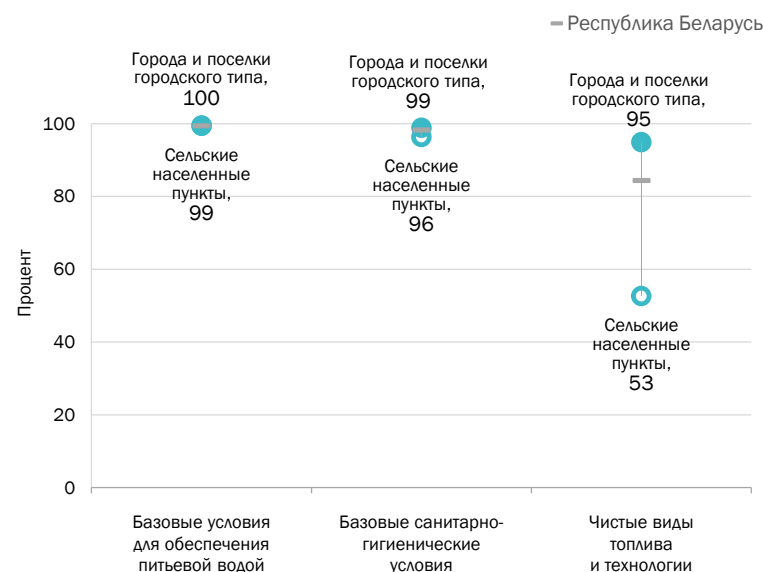 Республика Беларусь
Города и поселки
городского типа,
100
Города и поселки
городского типа,
99
Города и поселки
городского типа,
95
Сельские
населенные
пункты,
99
Сельские
населенные
пункты,
96
Сельские
населенные
пункты,
53
Процент
100
80
60
40
20
0
Базовые условия
для обеспечения
питьевой водой
Базовые санитарно-
гигиенические
условия
Чистые виды
топлива
и технологии